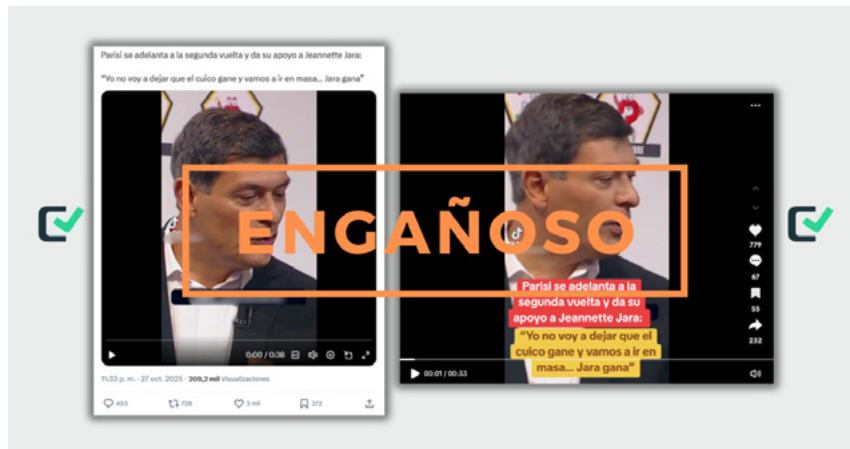 Parisi se adelanta a la segunda vuelta y da su apoyo a Jeannette Jara:
"Yo no voy a dejar que el cuico gane y vamos a ir en masa... Jara gana"
0:00 / 0:38
11:33 p. m. · 27 oct. 2025 · 209,2 mil Visualizaciones
453
728
3 mil
372
ENGAÑOSO
Parisi se adelanta a la
segunda vuelta y da su
apoyo a Jeannette Jara:
"Yo no voy a dejar que el
cuico gane y vamos a ir en
masa... Jara gana"
779
67
55
232
00:01 / 00:33